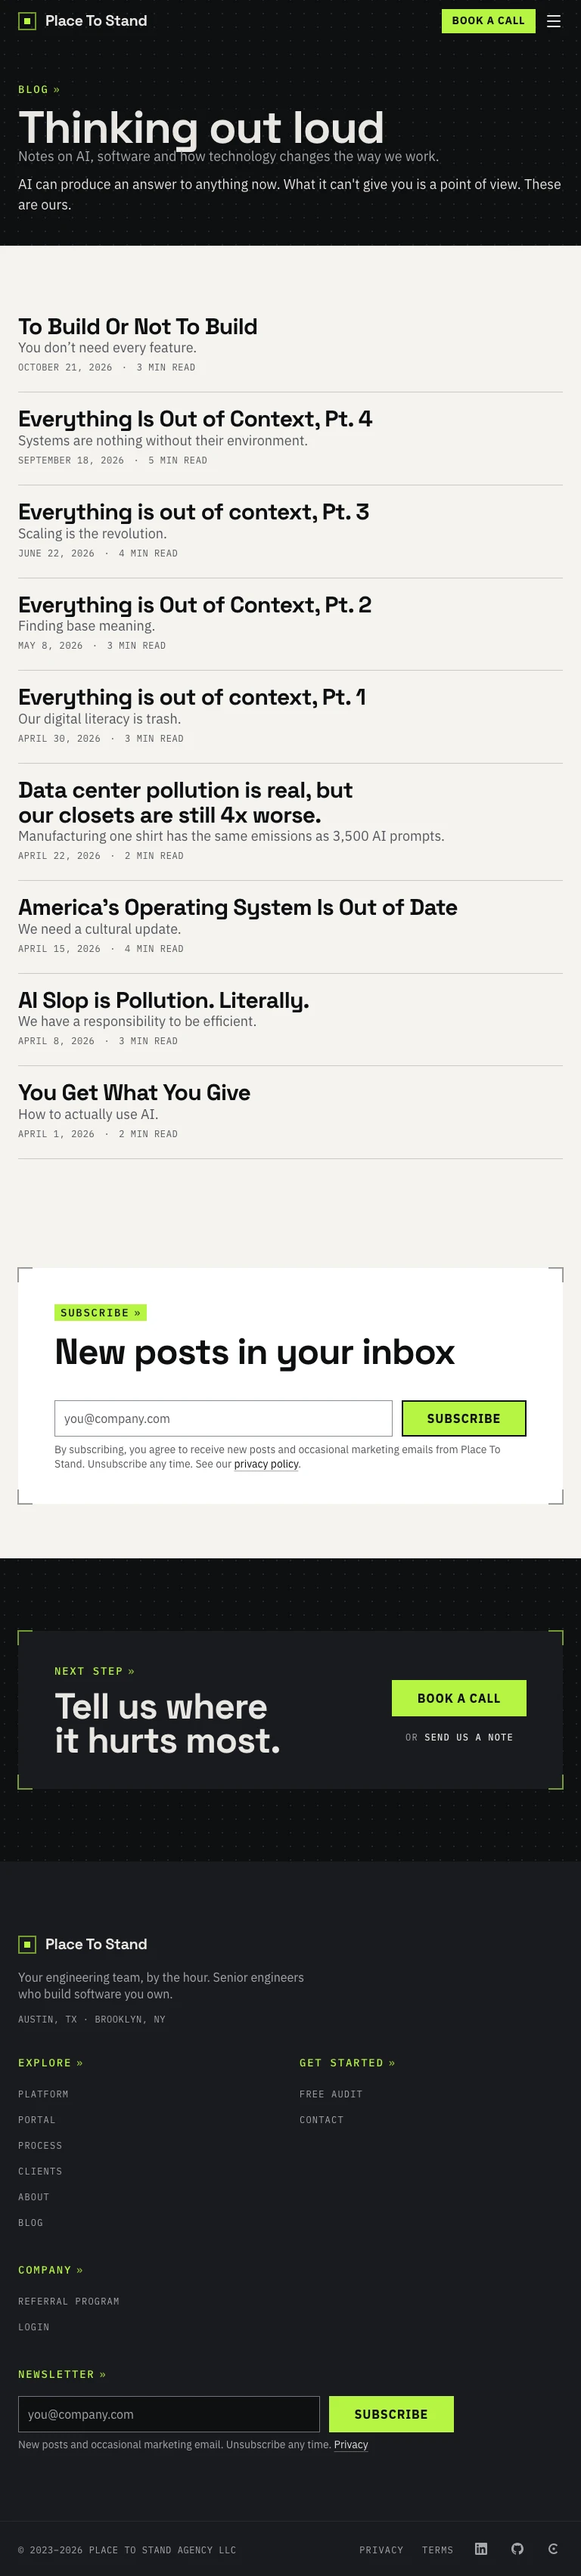 Place To Stand
BOOK A CALL
BLOG »
Thinking out loud
Notes on AI, software and how technology changes the way we work.
AI can produce an answer to anything now. What it can't give you is a point of view. These
are ours.
To Build Or Not To Build
You don’t need every feature.
OCTOBER 21, 2026 · 3 MIN READ
Everything Is Out of Context, Pt. 4
Systems are nothing without their environment.
SEPTEMBER 18, 2026 · 5 MIN READ
Everything is out of context, Pt. 3
Scaling is the revolution.
JUNE 22, 2026 · 4 MIN READ
Everything is Out of Context, Pt. 2
Finding base meaning.
MAY 8, 2026 · 3 MIN READ
Everything is out of context, Pt. 1
Our digital literacy is trash.
APRIL 30, 2026 · 3 MIN READ
Data center pollution is real, but
our closets are still 4x worse.
Manufacturing one shirt has the same emissions as 3,500 AI prompts.
APRIL 22, 2026 · 2 MIN READ
America’s Operating System Is Out of Date
We need a cultural update.
APRIL 15, 2026 · 4 MIN READ
AI Slop is Pollution. Literally.
We have a responsibility to be efficient.
APRIL 8, 2026 · 3 MIN READ
You Get What You Give
How to actually use AI.
APRIL 1, 2026 · 2 MIN READ
SUBSCRIBE »
New posts in your inbox
you@company.com
SUBSCRIBE
By subscribing, you agree to receive new posts and occasional marketing emails from Place To
Stand. Unsubscribe any time. See our privacy policy.
NEXT STEP »
Tell us where
it hurts most.
BOOK A CALL
OR SEND US A NOTE
Place To Stand
Your engineering team, by the hour. Senior engineers
who build software you own.
AUSTIN, TX · BROOKLYN, NY
EXPLORE »
PLATFORM
PORTAL
PROCESS
CLIENTS
ABOUT
BLOG
GET STARTED »
FREE AUDIT
CONTACT
COMPANY »
REFERRAL PROGRAM
LOGIN
NEWSLETTER »
you@company.com
SUBSCRIBE
New posts and occasional marketing email. Unsubscribe any time. Privacy
© 2023–2026 PLACE TO STAND AGENCY LLC
PRIVACY
TERMS